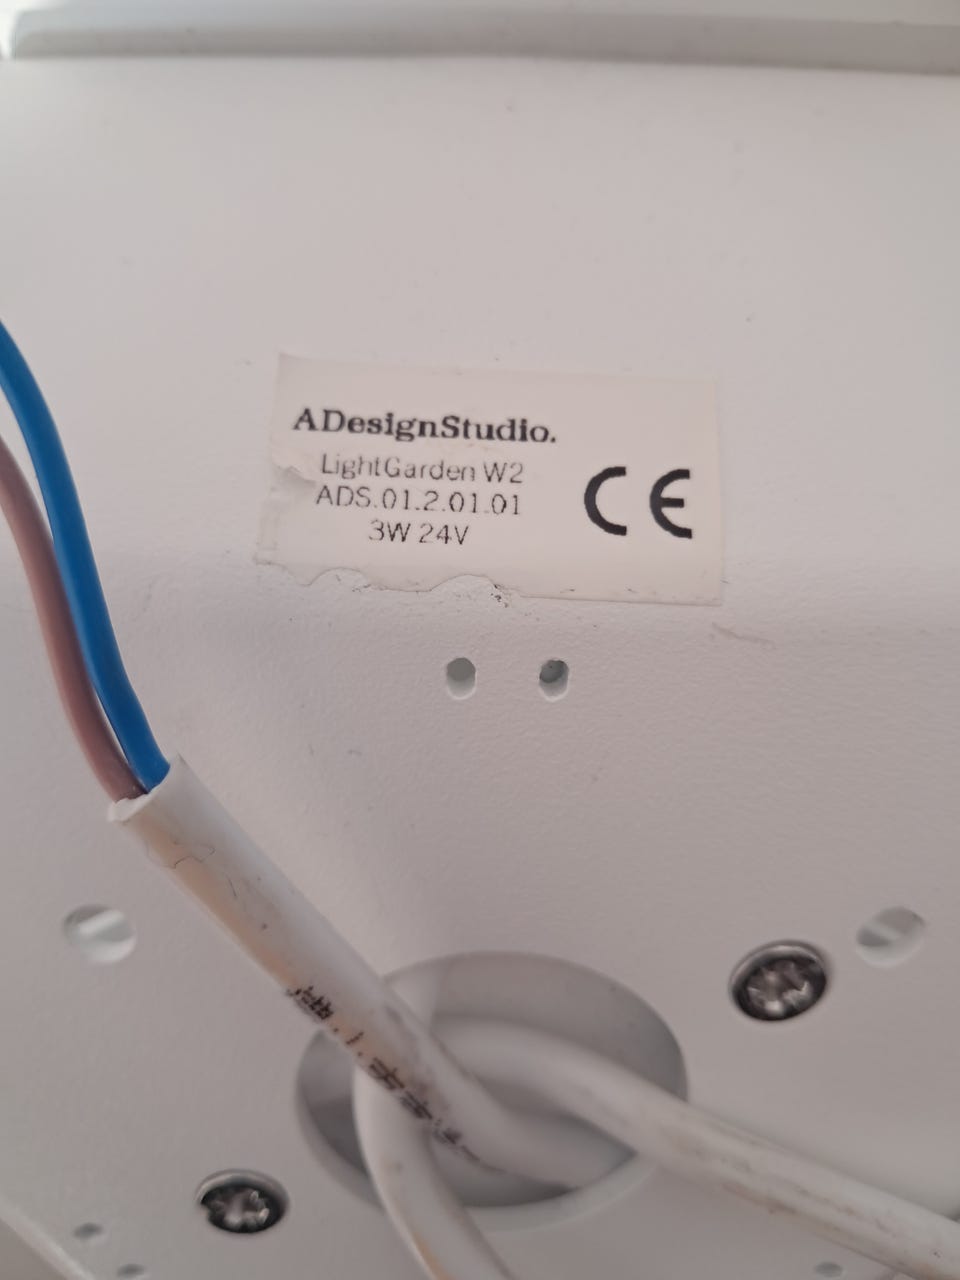 ADesignStudio.
LightGarden W2
ADS.01.2.01.01
3W 24V
CE